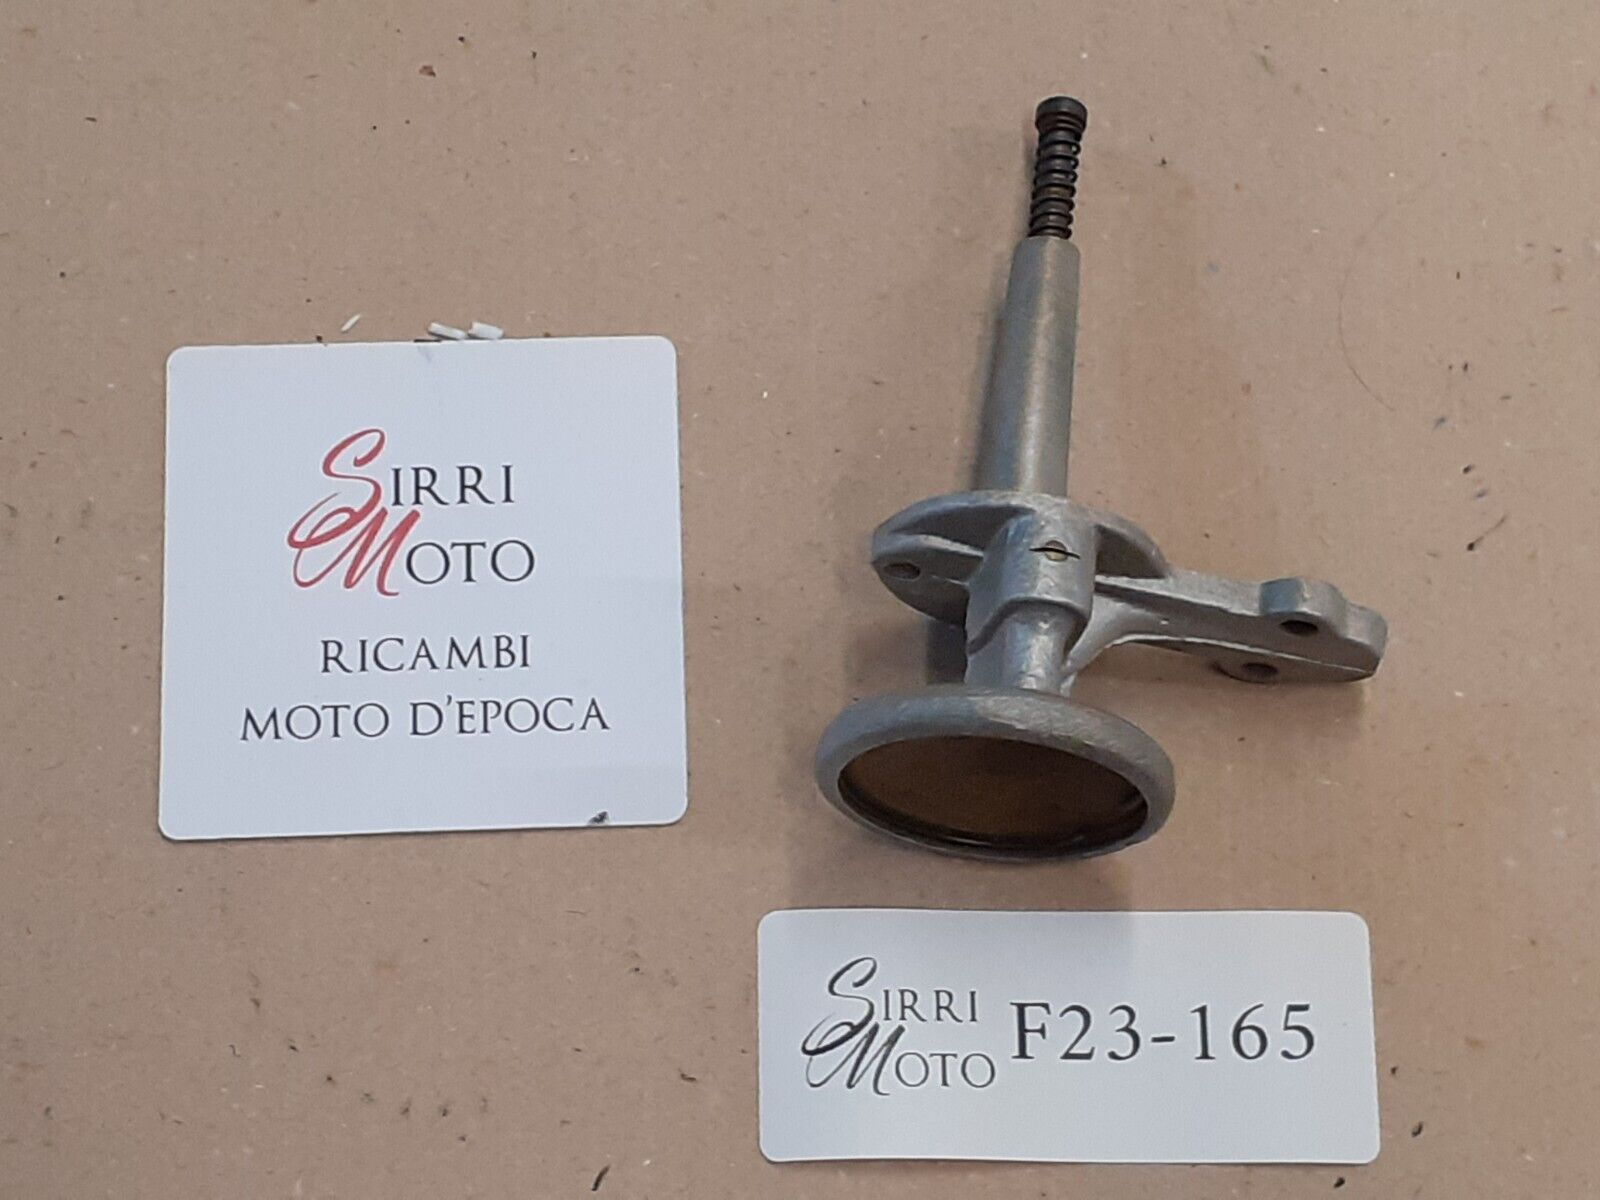 SIRRI
MOTO
RICAMBI
MOTO D'EPOCA
SIRRI
MOTO
F23-165